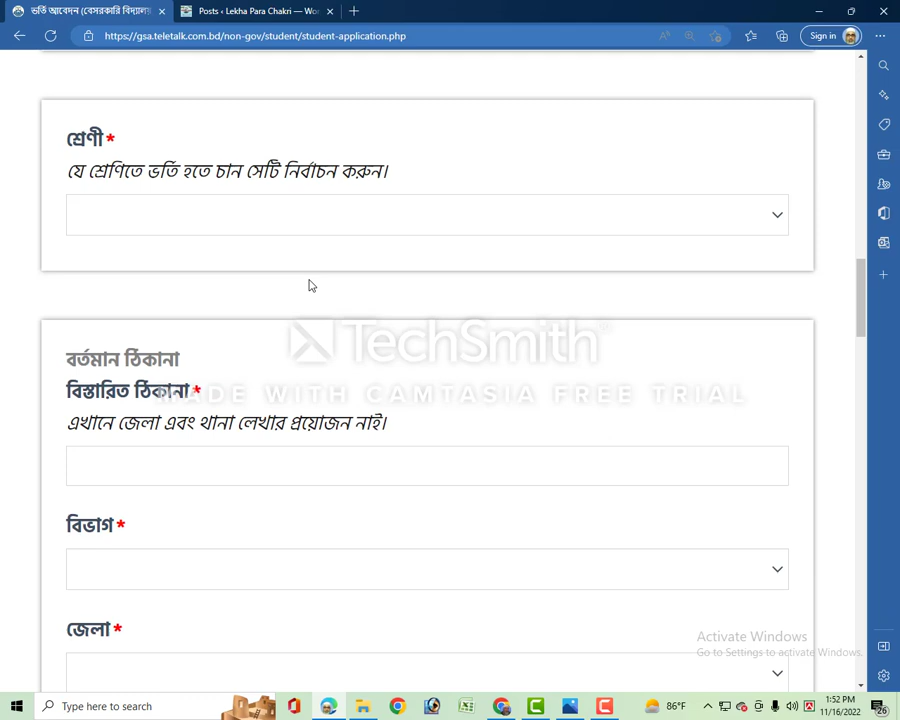 ভর্তি আবেদন (বেসরকারি বিদ্যালয়
Posts ‹ Lekha Para Chakri — Wo
https://gsa.teletalk.com.bd/non-gov/student/student-application.php
Sign in
শ্রেণী *
যে শ্রেণিতে ভর্তি হতে চান সেটি নির্বাচন করুন।
TechSmith
MADE WITH CAMTASIA FREE TRIAL
বর্তমান ঠিকানা
বিস্তারিত ঠিকানা *
এখানে জেলা এবং থানা লেখার প্রয়োজন নাই।
বিভাগ *
জেলা *
Activate Windows
Go to Settings to activate Windows.
Type here to search
86°F
1:52 PM
11/16/2022
26